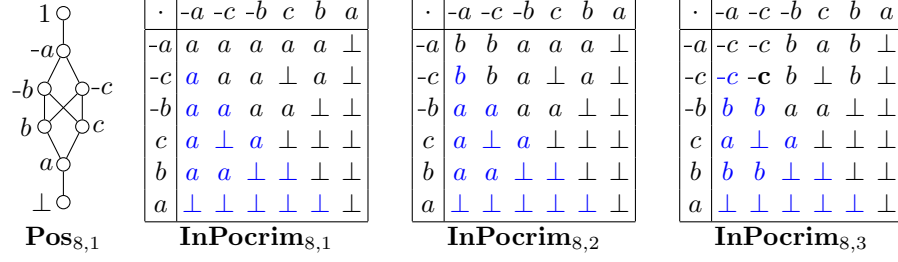 1
-a
-b -c
b c
a
⊥
Pos8,1
· -a -c -b c b a
-a a a a a a ⊥
-c a a a ⊥ a ⊥
-b a a a a ⊥ ⊥
c a ⊥ a ⊥ ⊥ ⊥
b a a ⊥ ⊥ ⊥ ⊥
a ⊥ ⊥ ⊥ ⊥ ⊥ ⊥
InPocrim8,1
· -a -c -b c b a
-a b b a a a ⊥
-c b b a ⊥ a ⊥
-b a a a a ⊥ ⊥
c a ⊥ a ⊥ ⊥ ⊥
b a a ⊥ ⊥ ⊥ ⊥
a ⊥ ⊥ ⊥ ⊥ ⊥ ⊥
InPocrim8,2
· -a -c -b c b a
-a -c -c b a b ⊥
-c -c -c b ⊥ b ⊥
-b b b a a ⊥ ⊥
c a ⊥ a ⊥ ⊥ ⊥
b b b ⊥ ⊥ ⊥ ⊥
a ⊥ ⊥ ⊥ ⊥ ⊥ ⊥
InPocrim8,3